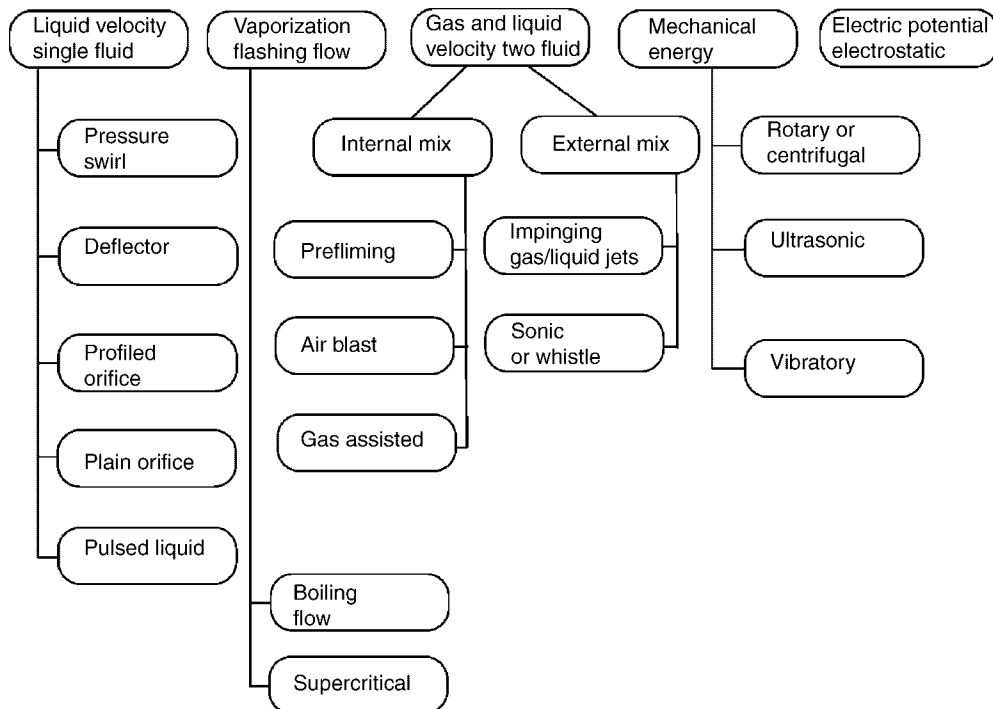 Liquid velocity
single fluid
Vaporization
flashing flow
Gas and liquid
velocity two fluid
Mechanical
energy
Electric potential
electrostatic
Pressure
swirl
Deflector
Profiled
orifice
Plain orifice
Pulsed liquid
Boiling
flow
Supercritical
Internal mix
External mix
Prefliming
Air blast
Gas assisted
Impinging
gas/liquid jets
Sonic
or whistle
Rotary or
centrifugal
Ultrasonic
Vibratory